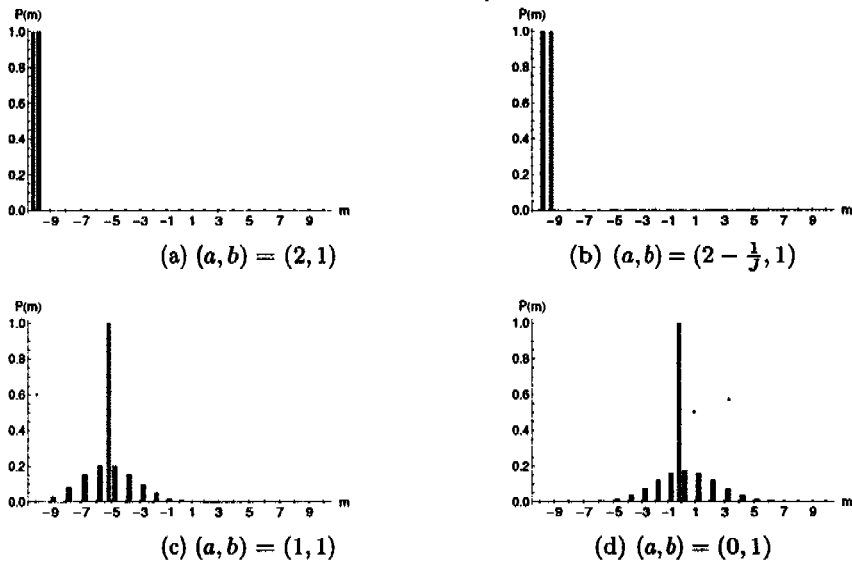 P(m) P(m)
1.0 1.0
0.8 0.8
0.6 0.6
0.4 0.4
0.2 0.2
0.0 -9 -7 -5 -3 -1 1 3 5 7 9 m 0.0 -9 -7 -5 -3 -1 1 3 5 7 9 m
(a) (a, b) = (2, 1) (b) (a, b) = (2 − 1/J, 1)
P(m) P(m)
1.0 1.0
0.8 0.8
0.6 0.6
0.4 0.4
0.2 0.2
0.0 -9 -7 -5 -3 -1 1 3 5 7 9 m 0.0 -9 -7 -5 -3 -1 1 3 5 7 9 m
(c) (a, b) = (1, 1) (d) (a, b) = (0, 1)